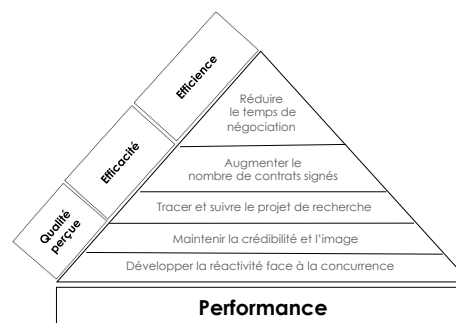 Efficience
Réduire
le temps de
négociation
Efficacité
Augmenter le
nombre de contrats signés
Tracer et suivre le projet de recherche
Qualité
perçue
Maintenir la crédibilité et l'image
Développer la réactivité face à la concurrence
Performance